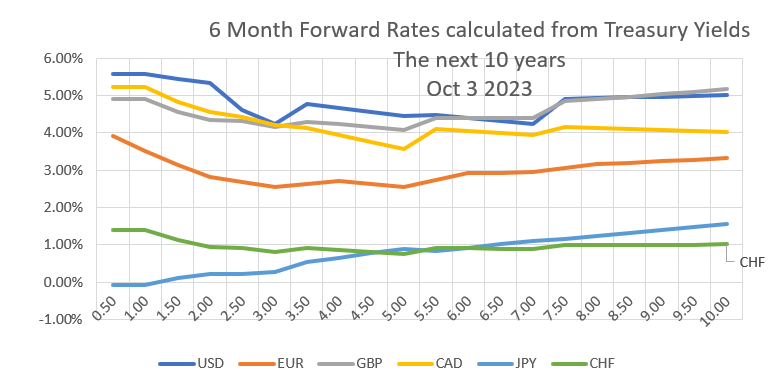 6 Month Forward Rates calculated from Treasury Yields
The next 10 years
Oct 3 2023
6.00%
5.00%
4.00%
3.00%
2.00%
1.00%
0.00%
-1.00%
0.50 1.00 1.50 2.00 2.50 3.00 3.50 4.00 4.50 5.00 5.50 6.00 6.50 7.00 7.50 8.00 8.50 9.00 9.50 10.00
CHF
USD EUR GBP CAD JPY CHF